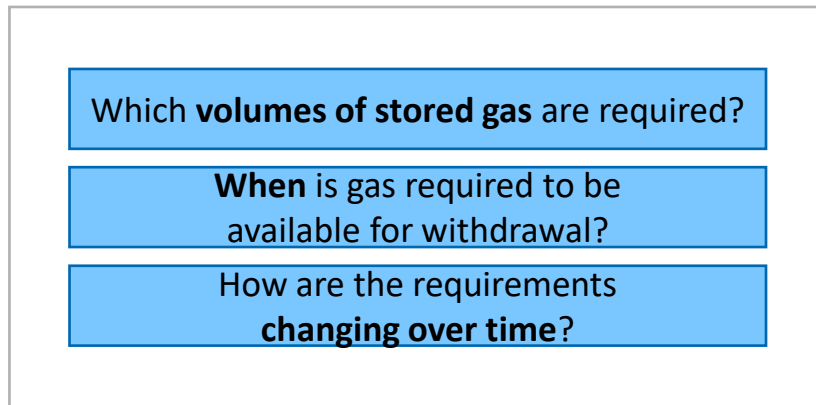 Which volumes of stored gas are required?
When is gas required to be
available for withdrawal?
How are the requirements
changing over time?